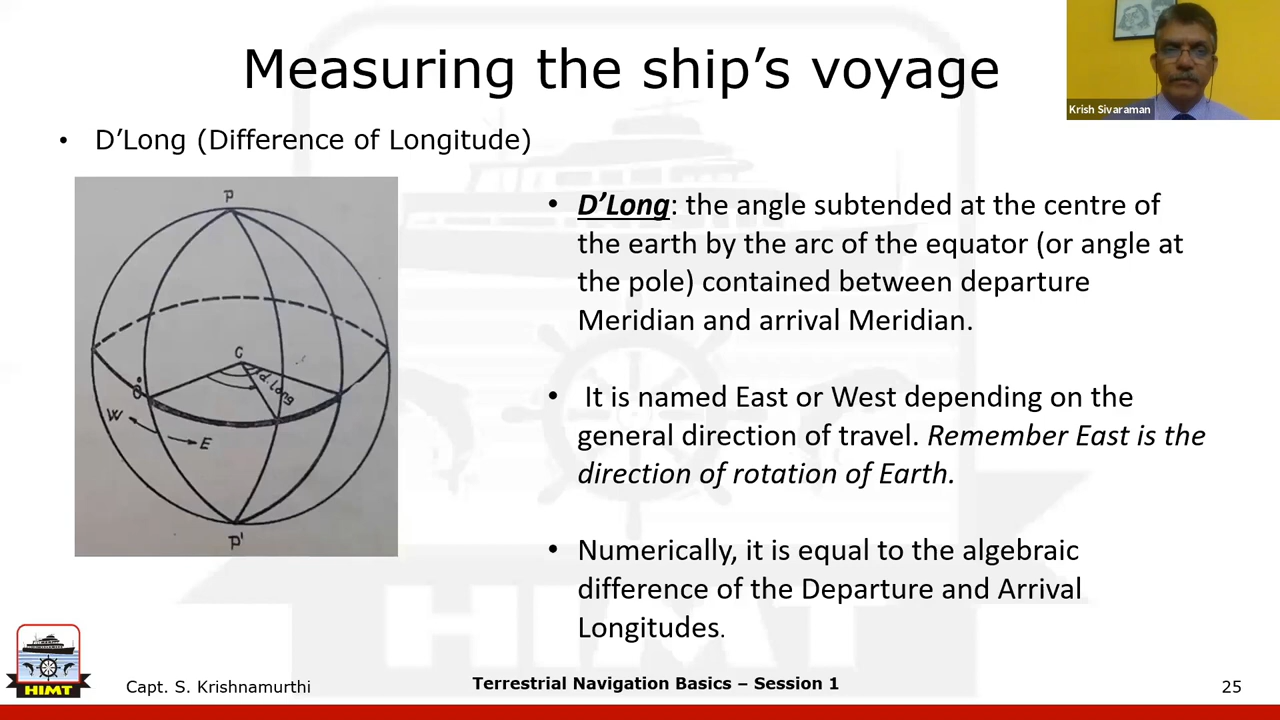 Measuring the ship's voyage
Krish Sivaraman
• D'Long (Difference of Longitude)
P
C
d.long
W
E
P'
• D'Long: the angle subtended at the centre of
the earth by the arc of the equator (or angle at
the pole) contained between departure
Meridian and arrival Meridian.
• It is named East or West depending on the
general direction of travel. Remember East is the
direction of rotation of Earth.
• Numerically, it is equal to the algebraic
difference of the Departure and Arrival
Longitudes.
HIMT
HIMT
Capt. S. Krishnamurthi
Terrestrial Navigation Basics – Session 1
25